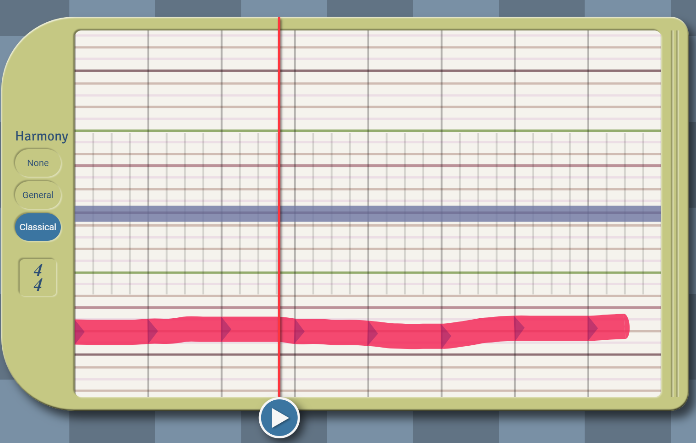 Harmony
None
General
Classical
4
4